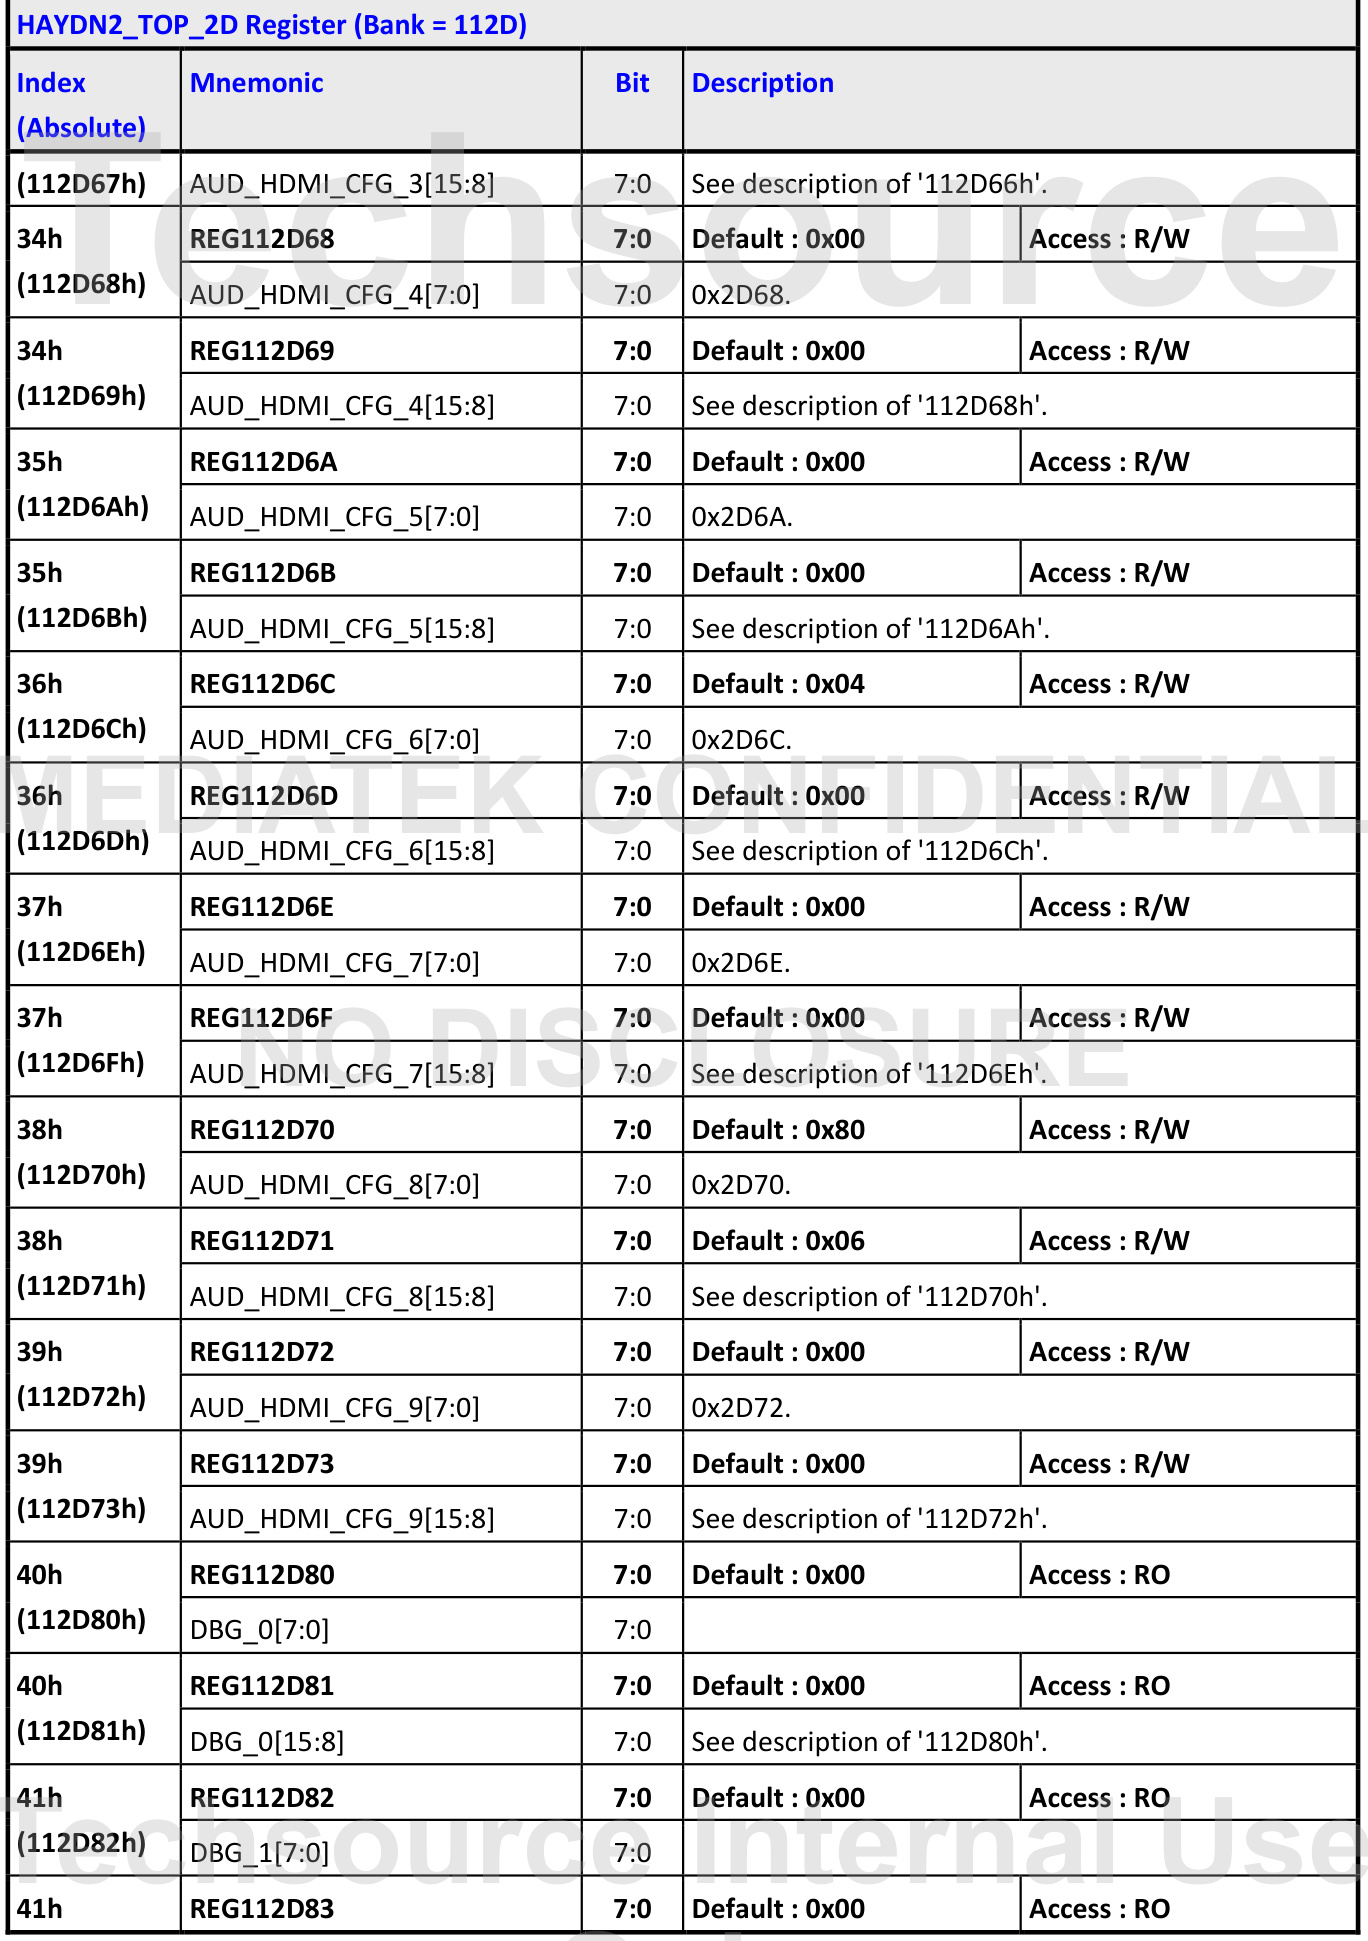 HAYDN2_TOP_2D Register (Bank = 112D)
Index (Absolute) Mnemonic Bit Description
(112D67h) AUD_HDMI_CFG_3[15:8] 7:0 See description of '112D66h'.
34h REG112D68 7:0 Default : 0x00 Access : R/W
(112D68h) AUD_HDMI_CFG_4[7:0] 7:0 0x2D68.
34h REG112D69 7:0 Default : 0x00 Access : R/W
(112D69h) AUD_HDMI_CFG_4[15:8] 7:0 See description of '112D68h'.
35h REG112D6A 7:0 Default : 0x00 Access : R/W
(112D6Ah) AUD_HDMI_CFG_5[7:0] 7:0 0x2D6A.
35h REG112D6B 7:0 Default : 0x00 Access : R/W
(112D6Bh) AUD_HDMI_CFG_5[15:8] 7:0 See description of '112D6Ah'.
36h REG112D6C 7:0 Default : 0x04 Access : R/W
(112D6Ch) AUD_HDMI_CFG_6[7:0] 7:0 0x2D6C.
36h REG112D6D 7:0 Default : 0x00 Access : R/W
(112D6Dh) AUD_HDMI_CFG_6[15:8] 7:0 See description of '112D6Ch'.
37h REG112D6E 7:0 Default : 0x00 Access : R/W
(112D6Eh) AUD_HDMI_CFG_7[7:0] 7:0 0x2D6E.
37h REG112D6F 7:0 Default : 0x00 Access : R/W
(112D6Fh) AUD_HDMI_CFG_7[15:8] 7:0 See description of '112D6Eh'.
38h REG112D70 7:0 Default : 0x80 Access : R/W
(112D70h) AUD_HDMI_CFG_8[7:0] 7:0 0x2D70.
38h REG112D71 7:0 Default : 0x06 Access : R/W
(112D71h) AUD_HDMI_CFG_8[15:8] 7:0 See description of '112D70h'.
39h REG112D72 7:0 Default : 0x00 Access : R/W
(112D72h) AUD_HDMI_CFG_9[7:0] 7:0 0x2D72.
39h REG112D73 7:0 Default : 0x00 Access : R/W
(112D73h) AUD_HDMI_CFG_9[15:8] 7:0 See description of '112D72h'.
40h REG112D80 7:0 Default : 0x00 Access : RO
(112D80h) DBG_0[7:0] 7:0
40h REG112D81 7:0 Default : 0x00 Access : RO
(112D81h) DBG_0[15:8] 7:0 See description of '112D80h'.
41h REG112D82 7:0 Default : 0x00 Access : RO
(112D82h) DBG_1[7:0] 7:0
41h REG112D83 7:0 Default : 0x00 Access : RO
Techsource
MEDIATEK CONFIDENTIAL
NO DISCLOSURE
Techsource Internal Use